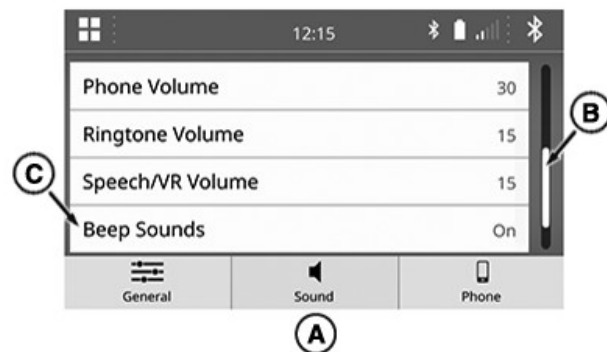 12:15
Phone Volume 30
Ringtone Volume 15
B
Speech/VR Volume 15
C
Beep Sounds On
General Sound Phone
A